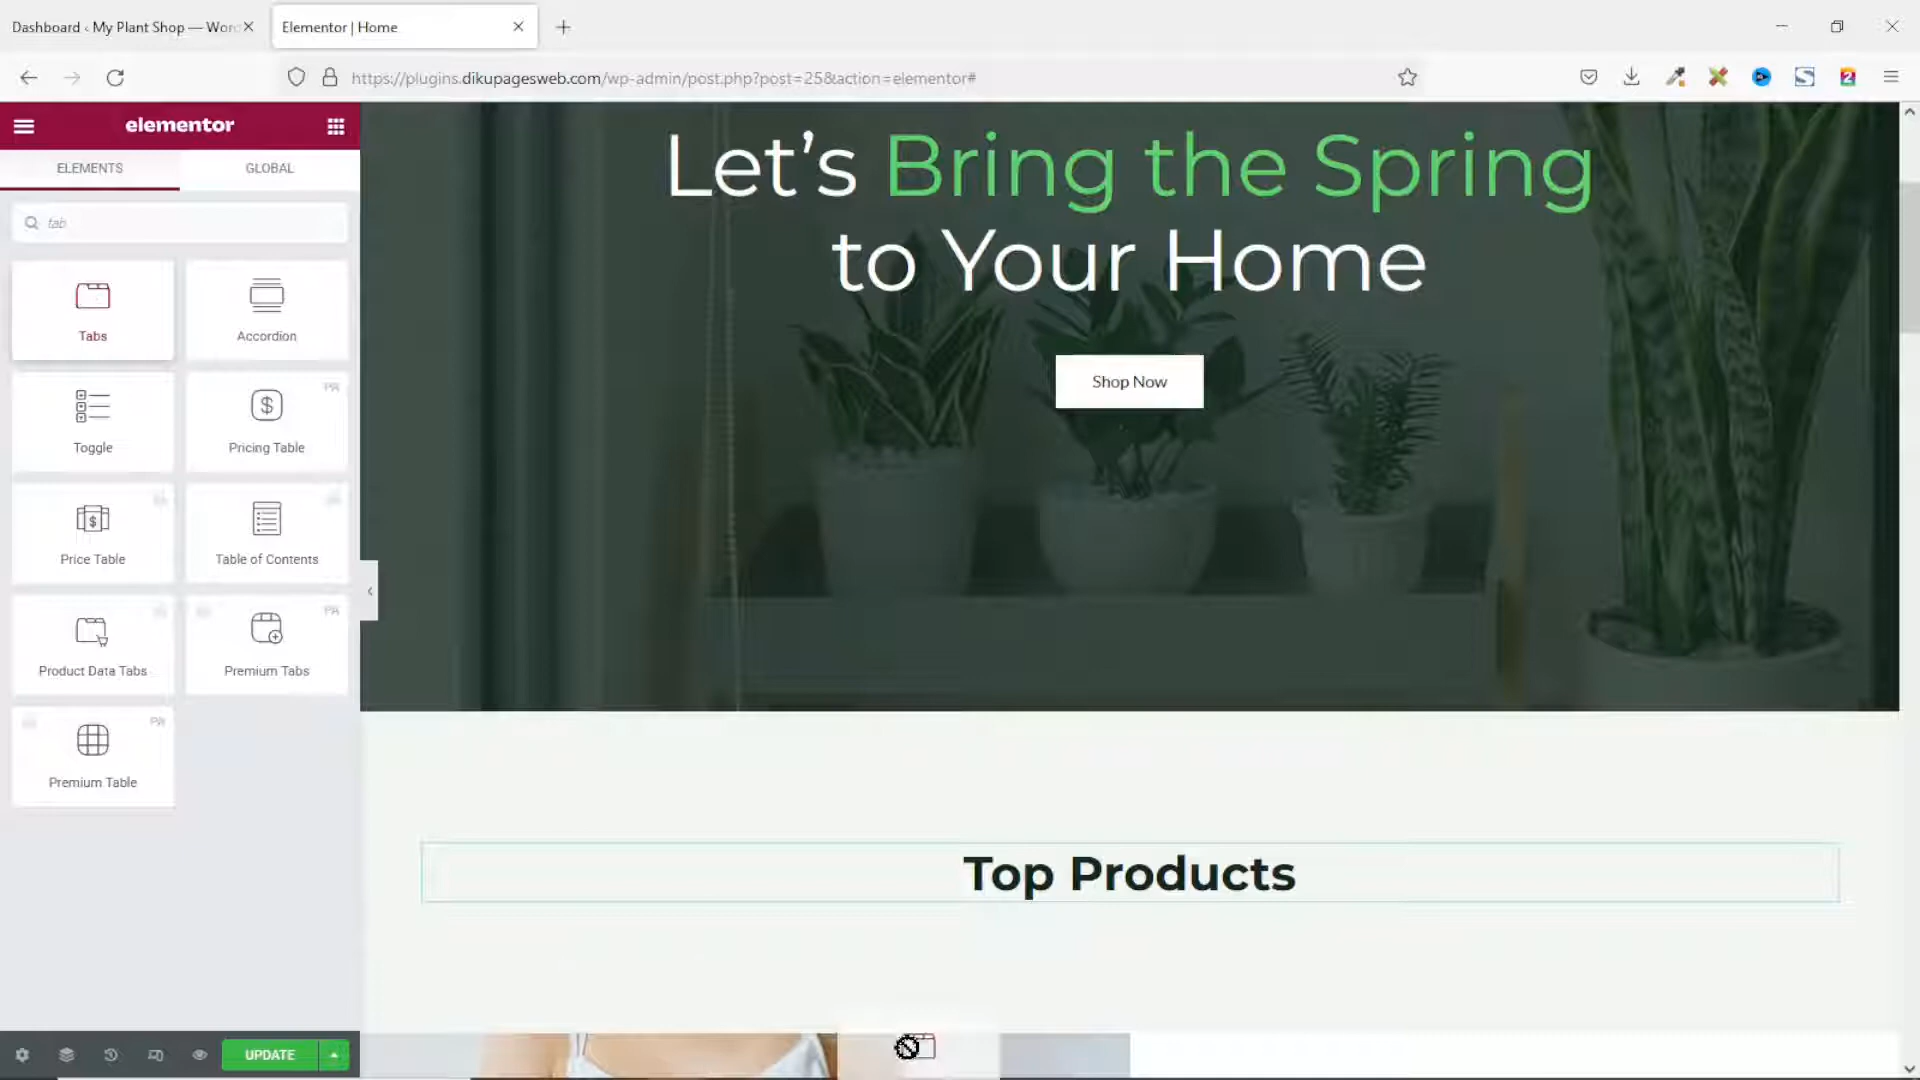 Dashboard ‹ My Plant Shop — Word
Elementor | Home
https://plugins.dikupagesweb.com/wp-admin/post.php?post=25&action=elementor#
elementor
ELEMENTS
GLOBAL
tab
Tabs
Accordion
Toggle
Pricing Table
Price Table
Table of Contents
Product Data Tabs
Premium Tabs
Premium Table
UPDATE
Let's Bring the Spring
to Your Home
Shop Now
Top Products